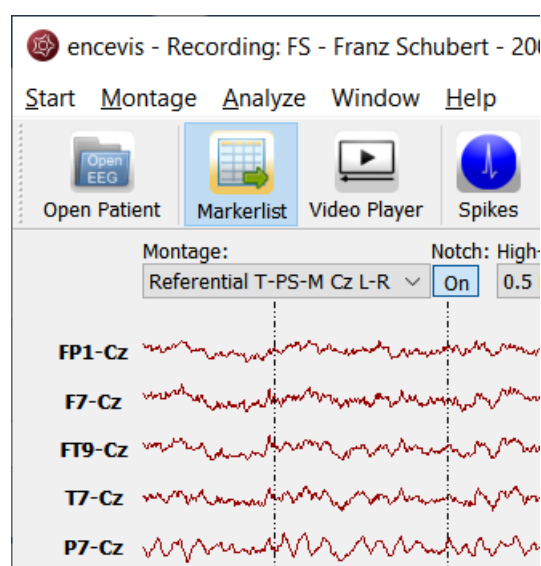 encevis - Recording: FS - Franz Schubert - 200
Start Montage Analyze Window Help
Open EEG
Open Patient Markerlist Video Player Spikes
Montage: Notch: High-
Referential T-PS-M Cz L-R On 0.5
FP1-Cz
F7-Cz
FT9-Cz
T7-Cz
P7-Cz